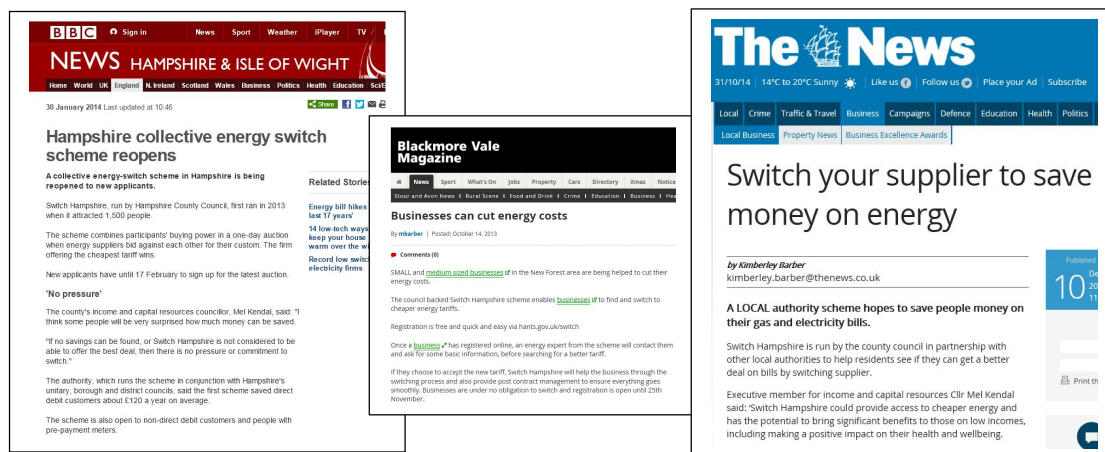 BBC Sign in News Sport Weather iPlayer TV
NEWS HAMPSHIRE & ISLE OF WIGHT
Home World UK England N. Ireland Scotland Wales Business Politics Health Education Sci/E
30 January 2014 Last updated at 10:46
Share
Hampshire collective energy switch
scheme reopens
A collective energy-switch scheme in Hampshire is being
reopened to new applicants.
Switch Hampshire, run by Hampshire County Council, first ran in 2013
when it attracted 1,500 people.
The scheme combines participants' buying power in a one-day auction
when energy suppliers bid against each other for their custom. The firm
offering the cheapest tariff wins.
New applicants have until 17 February to sign up for the latest auction.
'No pressure'
The county's income and capital resources councillor, Mel Kendal, said: "I
think some people will be very surprised how much money can be saved.
"If no savings can be found, or Switch Hampshire is not considered to be
able to offer the best deal, then there is no pressure or commitment to
switch."
The authority, which runs the scheme in conjunction with Hampshire's
unitary, borough and district councils, said the first scheme saved direct
debit customers about £120 a year on average.
The scheme is also open to non-direct debit customers and people with
pre-payment meters.
Related Stories
Energy bill hikes
last 17 years'
14 low-tech ways
keep your house
warm over the wi
Record low switc
electricity firms
Blackmore Vale
Magazine
News Sport What's On Jobs Property Cars Directory Xmas Notice
Stour and Avon News Rural Scene Food and Drink Crime Education Business Hea
Businesses can cut energy costs
By mbarber | Posted: October 14, 2013
Comments (0)
SMALL and medium sized businesses in the New Forest area are being helped to cut their
energy costs.
The council backed Switch Hampshire scheme enables businesses to find and switch to
cheaper energy tariffs.
Registration is free and quick and easy via hants.gov.uk/switch
Once a business has registered online, an energy expert from the scheme will contact them
and ask for some basic information, before searching for a better tariff.
If they choose to accept the new tariff, Switch Hampshire will help the business through the
switching process and also provide post contract management to ensure everything goes
smoothly. Businesses are under no obligation to switch and registration is open until 25th
November.
The News
31/10/14 14°C to 20°C Sunny Like us Follow us Place your Ad Subscribe
Local Crime Traffic & Travel Business Campaigns Defence Education Health Politics
Local Business Property News Business Excellence Awards
Switch your supplier to save
money on energy
by Kimberley Barber
kimberley.barber@thenews.co.uk
Published
10 De
20
11
A LOCAL authority scheme hopes to save people money on
their gas and electricity bills.
Switch Hampshire is run by the county council in partnership with
other local authorities to help residents see if they can get a better
deal on bills by switching supplier.
Print th
Executive member for income and capital resources Cllr Mel Kendal
said: 'Switch Hampshire could provide access to cheaper energy and
has the potential to bring significant benefits to those on low incomes,
including making a positive impact on their health and wellbeing.